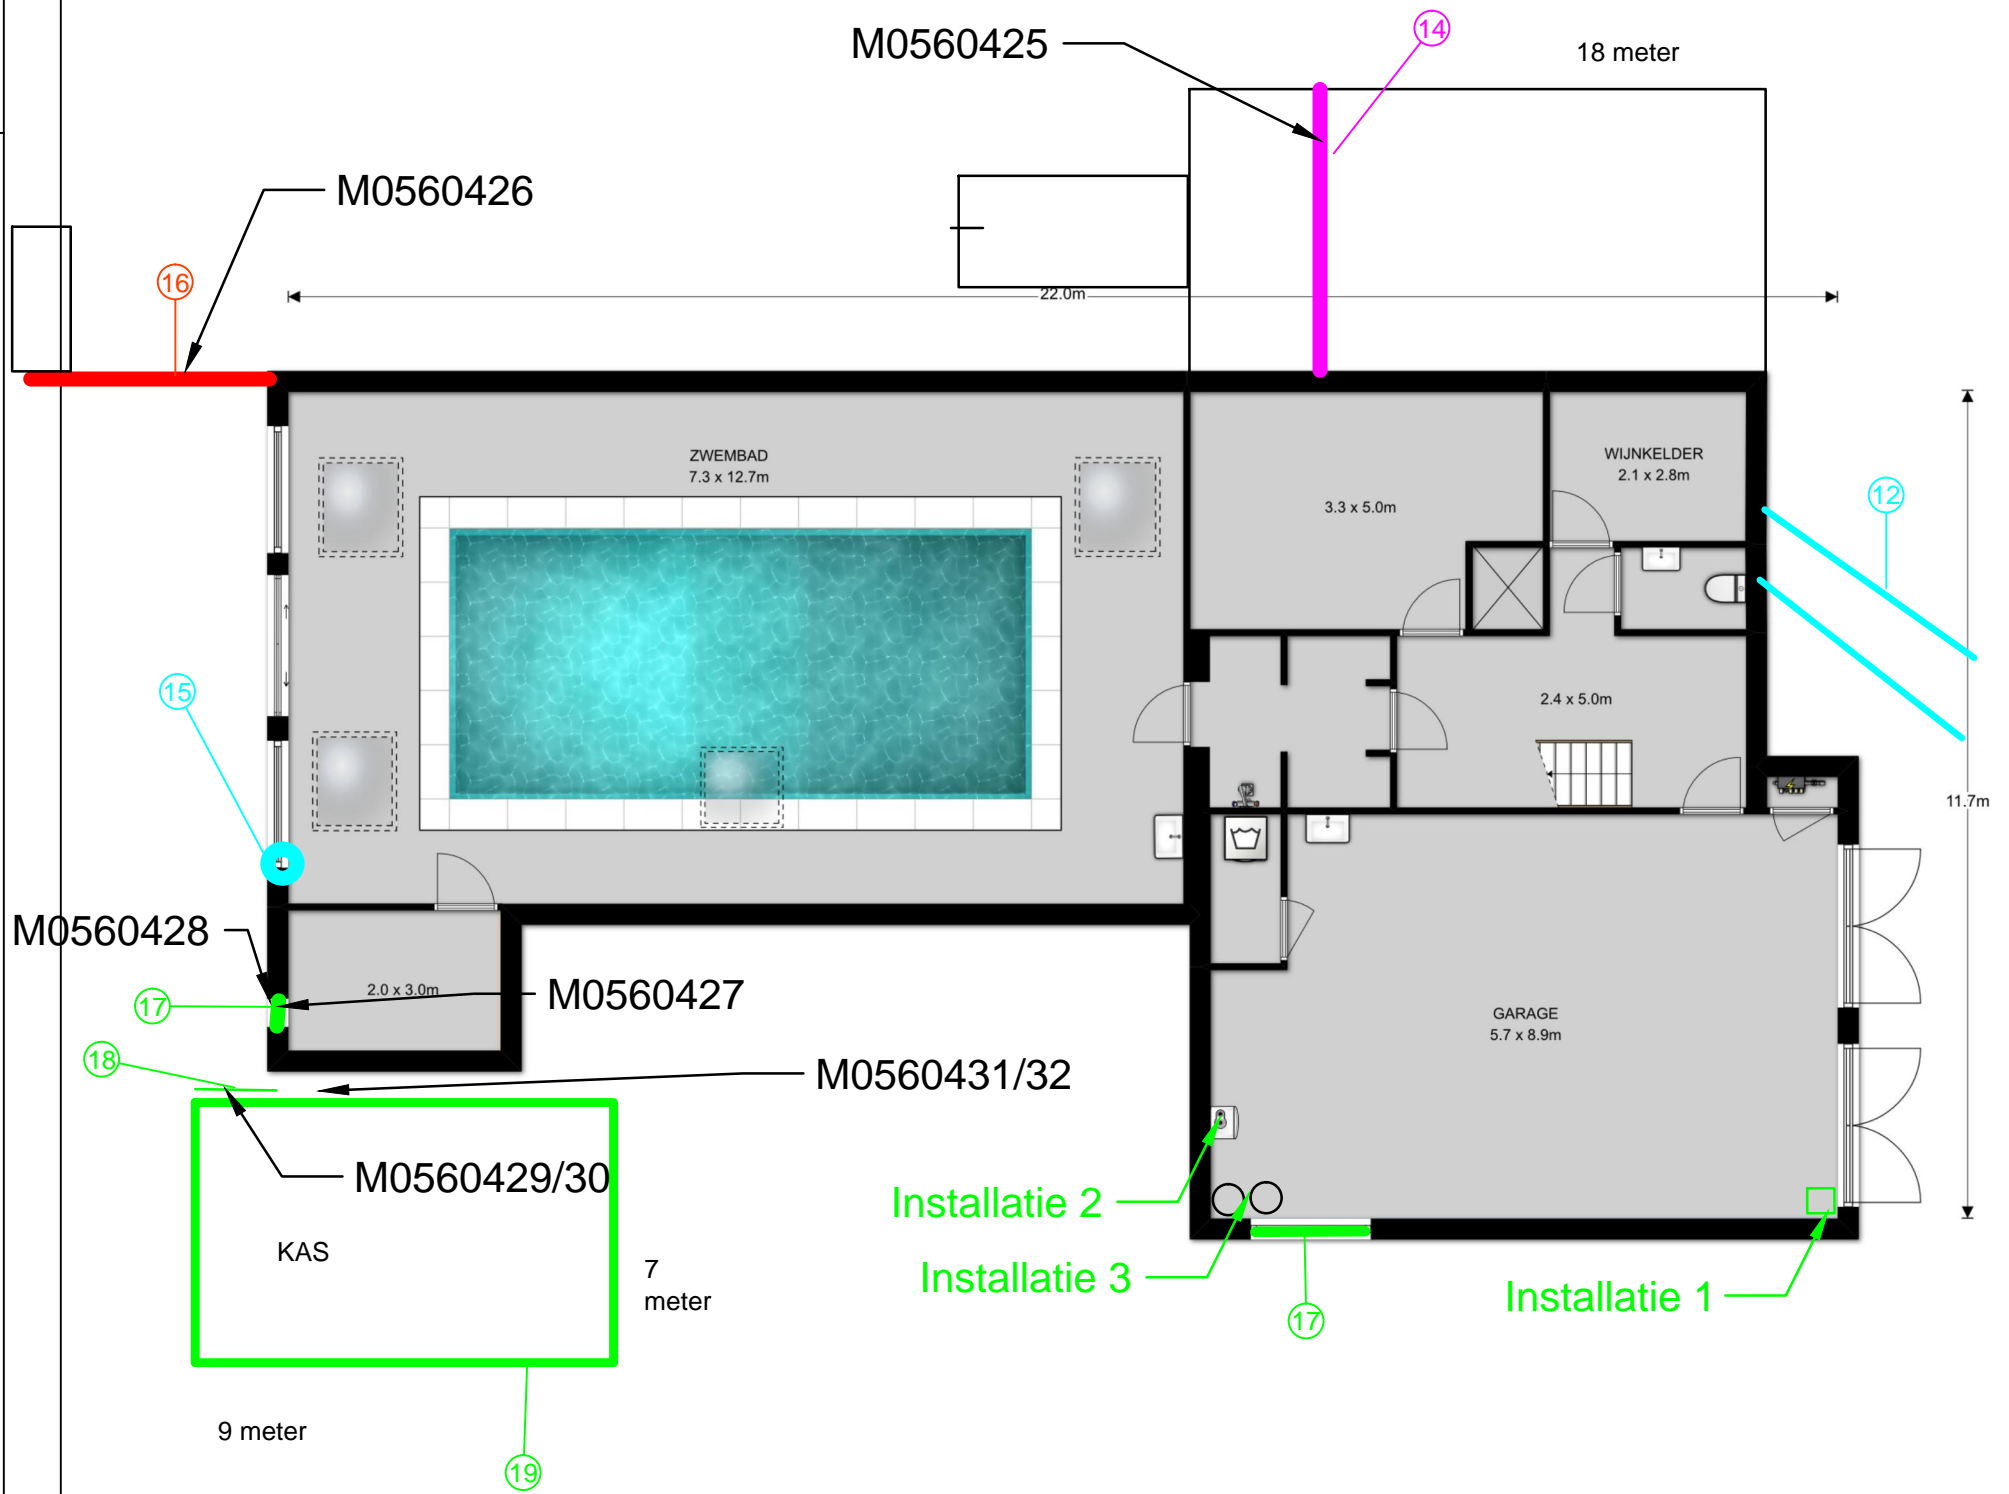 M0560425
14
18 meter
M0560426
16
22.0m
ZWEMBAD
7.3 x 12.7m
WIJNKELDER
2.1 x 2.8m
3.3 x 5.0m
12
15
2.4 x 5.0m
11.7m
M0560428
2.0 x 3.0m
M0560427
17
18
GARAGE
5.7 x 8.9m
M0560431/32
M0560429/30
Installatie 2
KAS
7
meter
Installatie 3
Installatie 1
17
9 meter
19